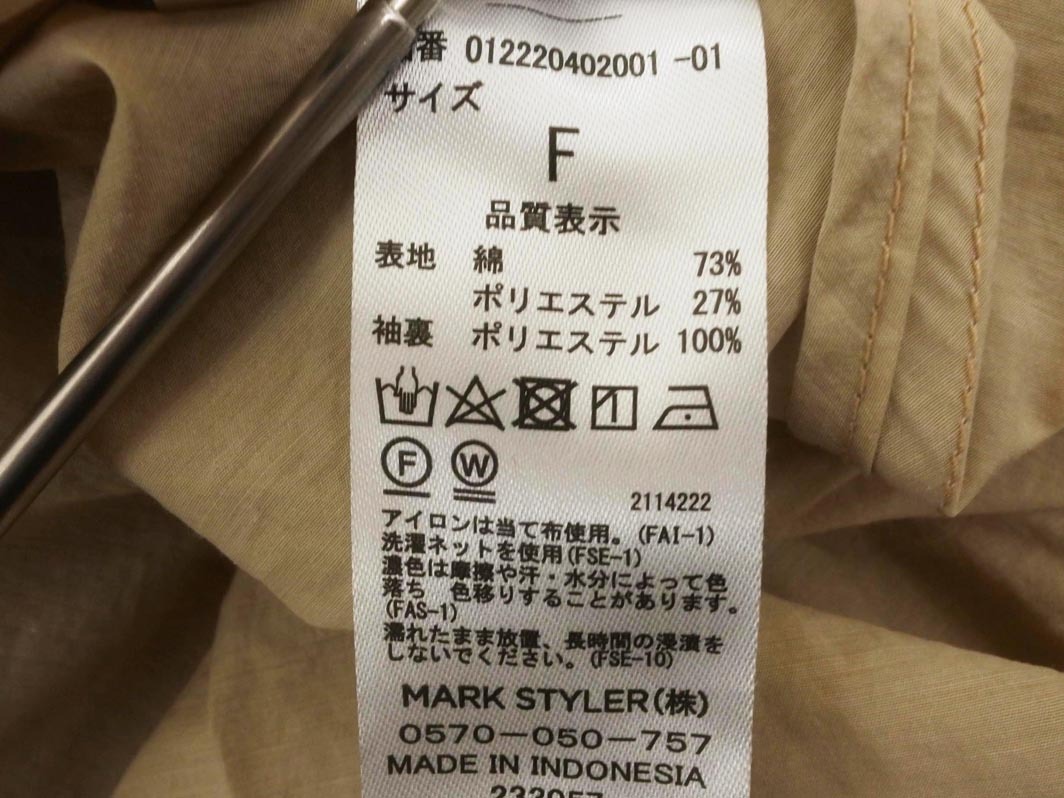 品番 012220402001 -01
サイズ
F
品質表示
表地 綿 73%
ポリエステル 27%
袖裏 ポリエステル 100%
F W
2114222
アイロンは当て布使用。(FAI-1)
洗濯ネットを使用(FSE-1)
濃色は摩擦や汗・水分によって色
落ち 色移りすることがあります。
(FAS-1)
濡れたまま放置、長時間の浸漬を
しないでください。(FSE-10)
MARK STYLER(株)
0570-050-757
MADE IN INDONESIA